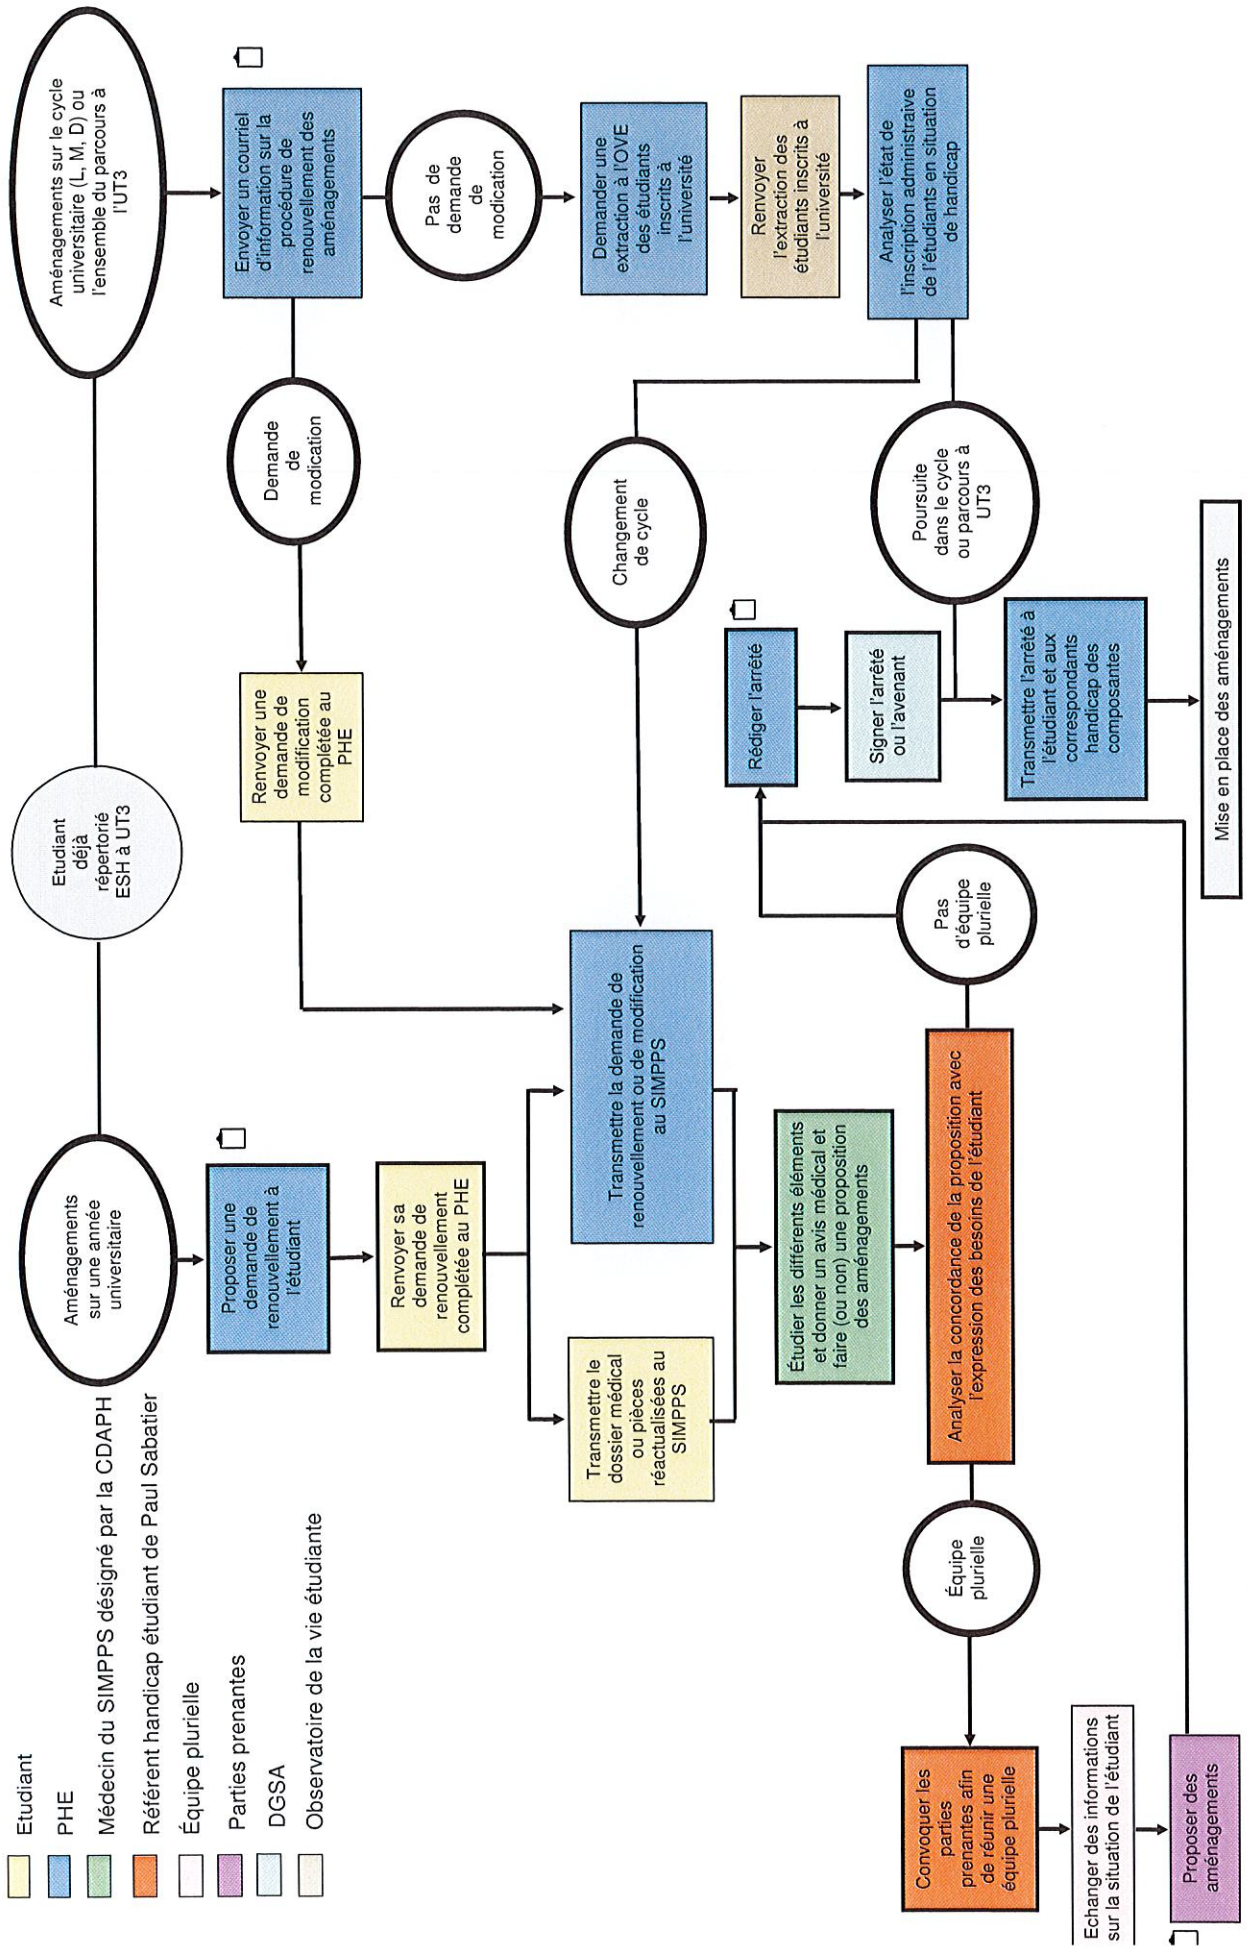 Etudiant
PHE
Médecin du SIMPPS désigné par la CDAPH
Référent handicap étudiant de Paul Sabatier
Équipe plurielle
Parties prenantes
DGSA
Observatoire de la vie étudiante
Aménagements
sur une année
universitaire
Etudiant
déjà
répertorié
ESH à UT3
Aménagements sur le cycle
universitaire (L, M, D) ou
l'ensemble du parcours à
l'UT3
Proposer une
demande de
renouvellement à
l'étudiant
Renvoyer sa
demande de
renouvellement
complétée au PHE
Transmettre le
dossier médical
ou pièces
réactualisées au
SIMPPS
Transmettre la demande de
renouvellement ou de modification
au SIMPPS
Renvoyer une
demande de
modification
complétée au
PHE
Demande
de
modication
Envoyer un courriel
d'information sur la
procédure de
renouvellement des
aménagements
Pas de
demande
de
modication
Demander une
extraction à l'OVE
des étudiants
inscrits à
l'université
Renvoyer
l'extraction des
étudiants inscrits à
l'université
Analyser l'état de
l'inscription administraive
de l'étudiants en situation
de handicap
Changement
de cycle
Poursuite
dans le cycle
ou parcours à
UT3
Étudier les différents éléments
et donner un avis médical et
faire (ou non) une proposition
des aménagements
Analyser la concordance de la proposition avec
l'expression des besoins de l'étudiant
Équipe
plurielle
Pas
d'équipe
plurielle
Convoquer les
parties
prenantes afin
de réunir une
équipe plurielle
Echanger des informations
sur la situation de l'étudiant
Proposer des
aménagements
Rédiger l'arrêté
Signer l'arrêté
ou l'avenant
Transmettre l'arrêté à
l'étudiant et aux
correspondants
handicap des
composantes
Mise en place des aménagements